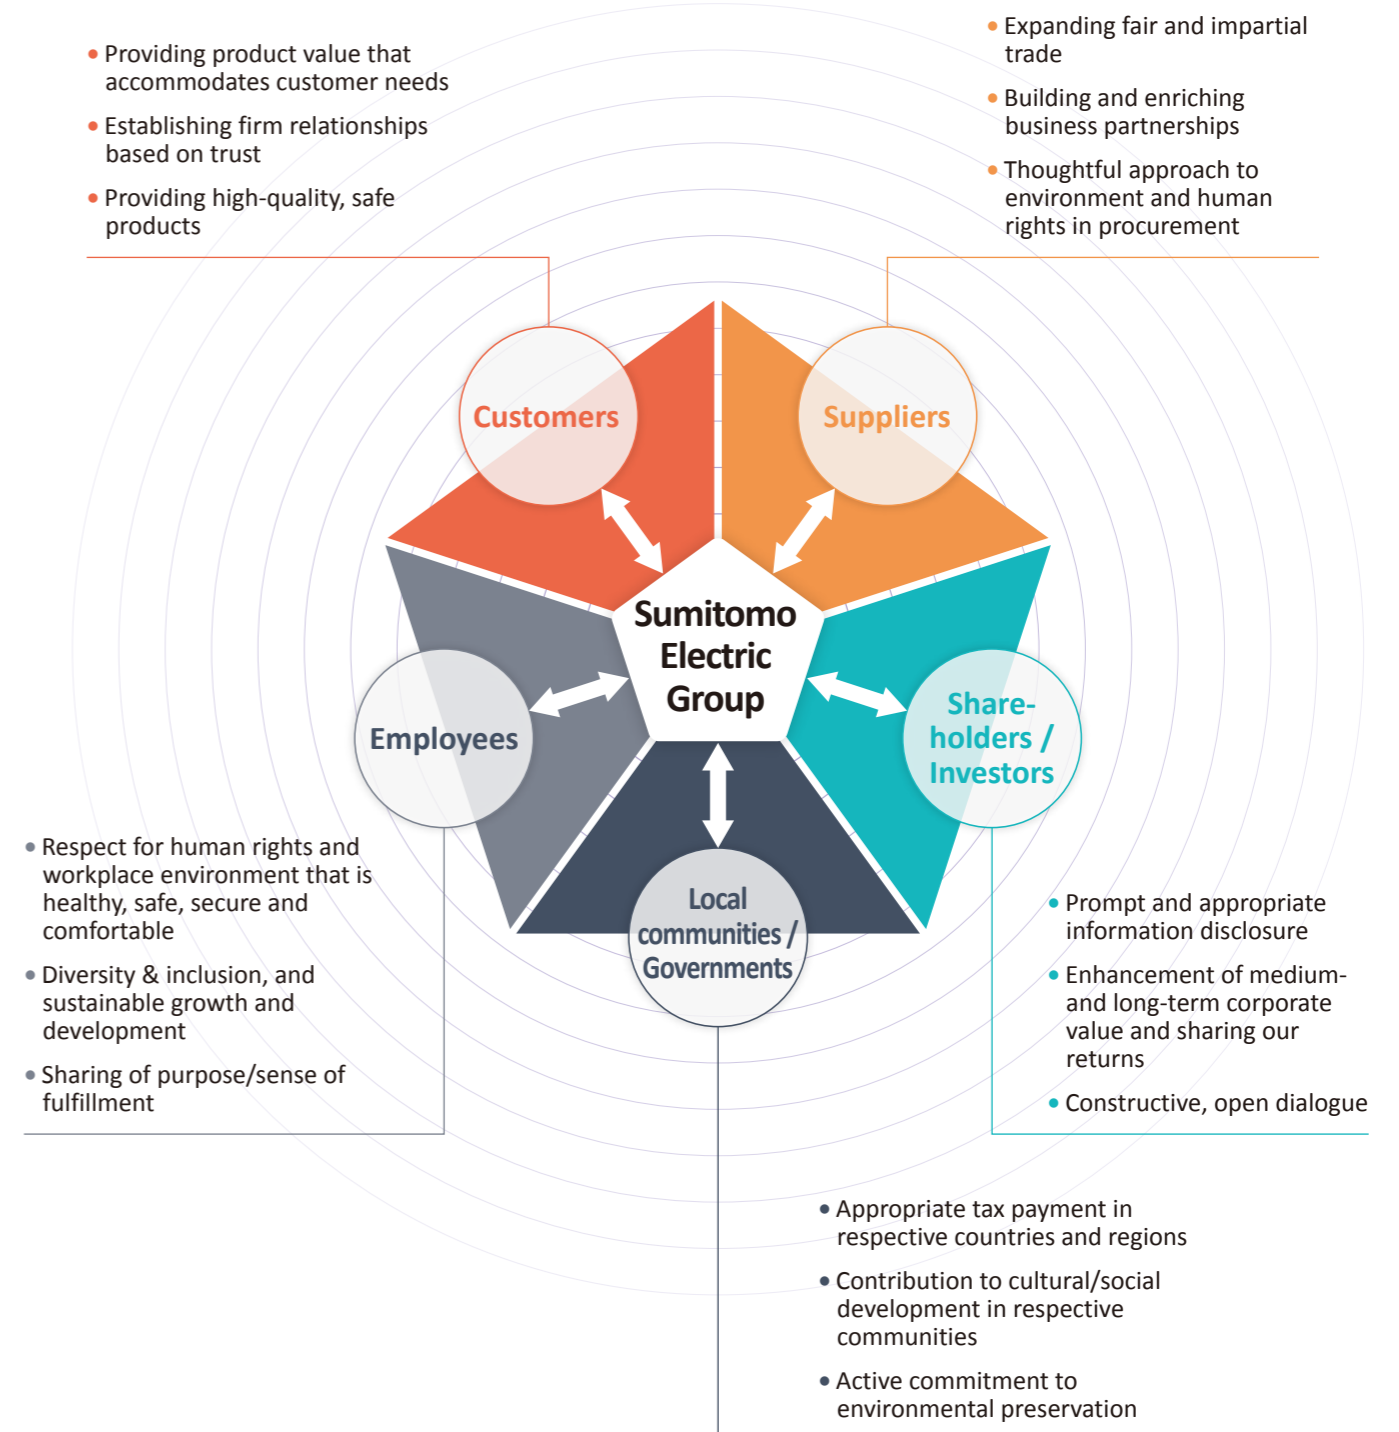 • Providing product value that
accommodates customer needs
• Establishing firm relationships
based on trust
• Providing high-quality, safe
products
• Expanding fair and impartial
trade
• Building and enriching
business partnerships
• Thoughtful approach to
environment and human
rights in procurement
Customers
Suppliers
Sumitomo
Electric
Group
Employees
Share-
holders /
Investors
Local
communities /
Governments
• Respect for human rights and
workplace environment that is
healthy, safe, secure and
comfortable
• Diversity & inclusion, and
sustainable growth and
development
• Sharing of purpose/sense of
fulfillment
• Prompt and appropriate
information disclosure
• Enhancement of medium-
and long-term corporate
value and sharing our
returns
• Constructive, open dialogue
• Appropriate tax payment in
respective countries and regions
• Contribution to cultural/social
development in respective
communities
• Active commitment to
environmental preservation